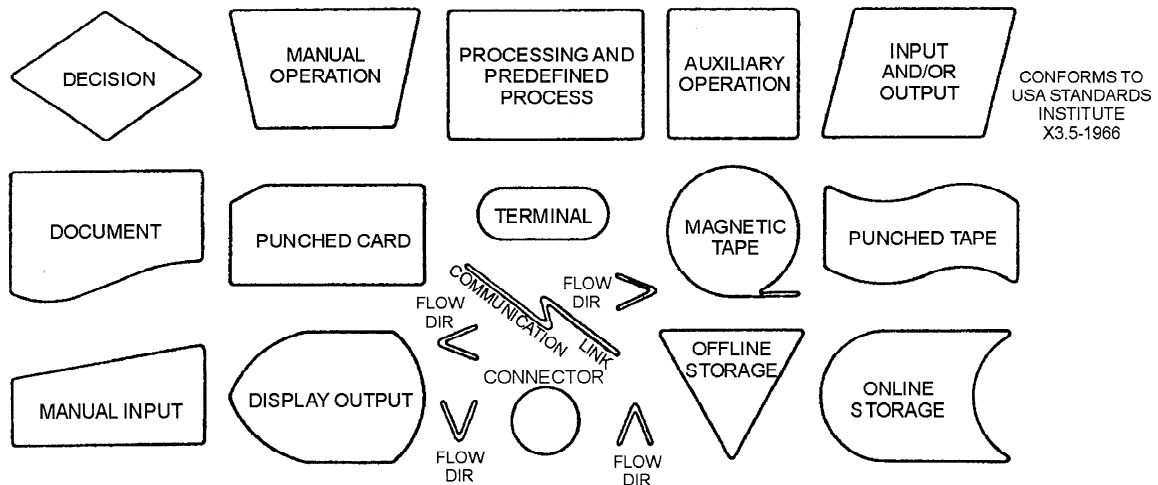 DECISION
MANUAL
OPERATION
PROCESSING AND
PREDEFINED
PROCESS
AUXILIARY
OPERATION
INPUT
AND/OR
OUTPUT
CONFORMS TO
USA STANDARDS
INSTITUTE
X3.5-1966
DOCUMENT
PUNCHED CARD
TERMINAL
MAGNETIC
TAPE
PUNCHED TAPE
FLOW
DIR
COMMUNICATION
LINK
FLOW
DIR
MANUAL INPUT
DISPLAY OUTPUT
CONNECTOR
OFFLINE
STORAGE
ONLINE
STORAGE
FLOW
DIR
FLOW
DIR